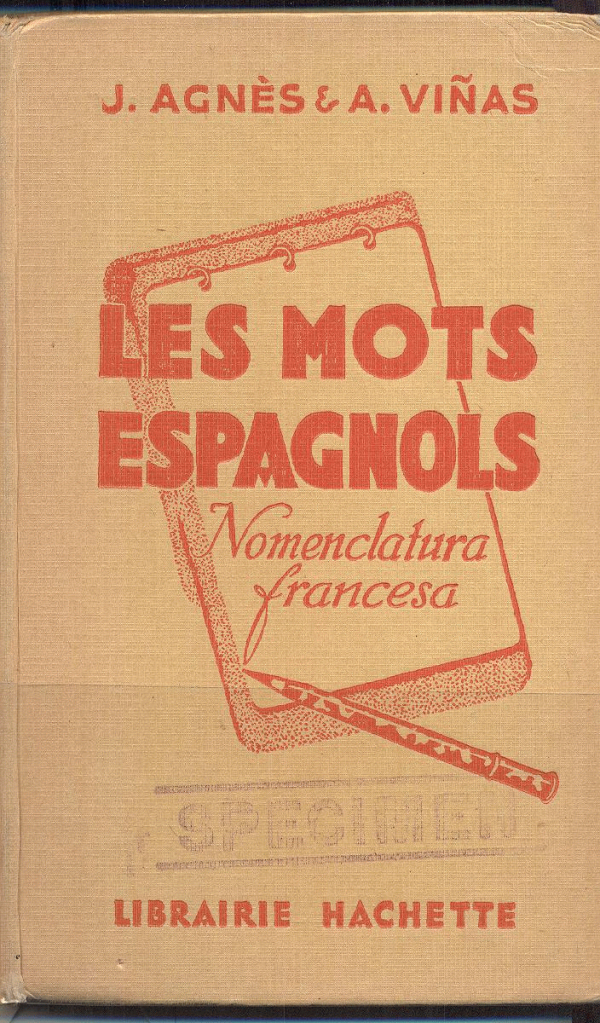 J. AGNÈS & A. VIÑAS
LES MOTS
ESPAGNOLS
Nomenclatura
francesa
SPECIMEN
LIBRAIRIE HACHETTE